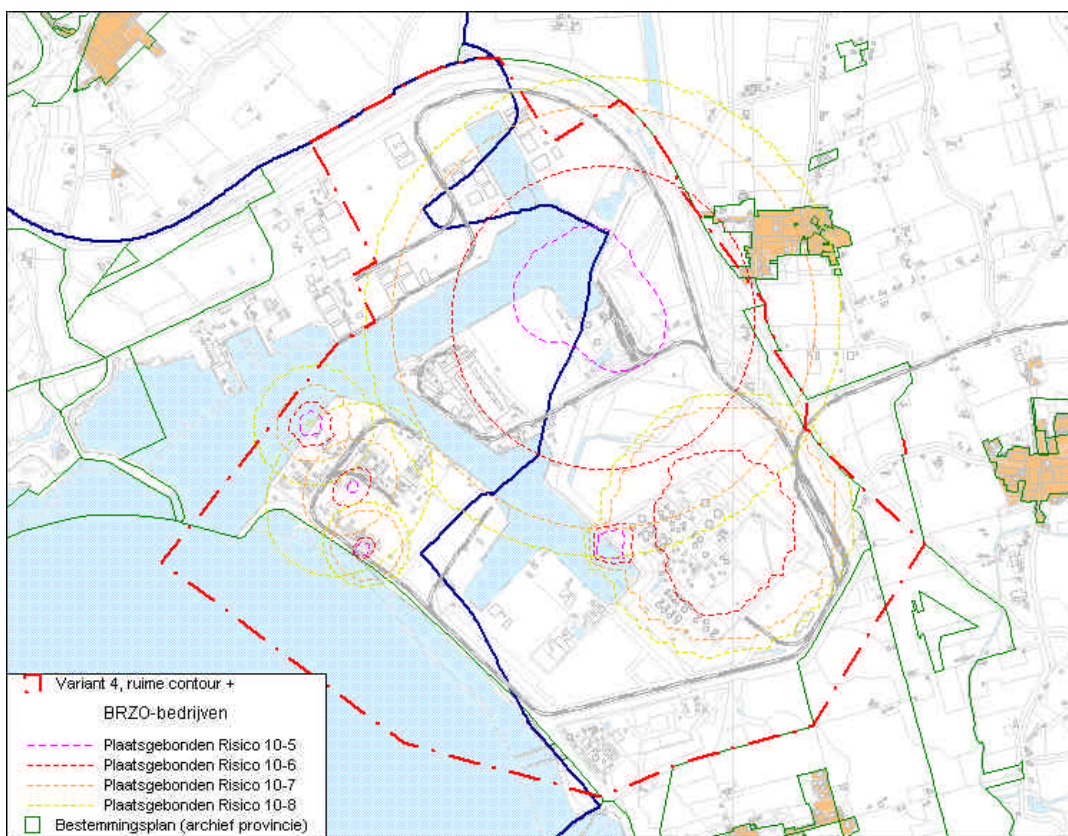 Variant 4, ruime contour +
BRZO-bedrijven
Plaatsgebonden Risico 10-5
Plaatsgebonden Risico 10-6
Plaatsgebonden Risico 10-7
Plaatsgebonden Risico 10-8
Bestemmingsplan (archief provincie)